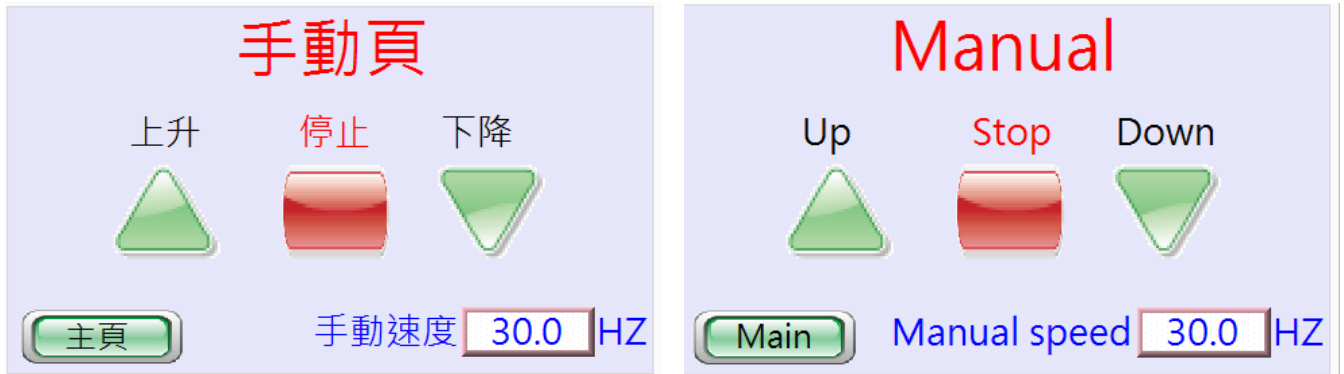 手動頁
上升 停止 下降
主頁 手動速度 30.0 HZ
Manual
Up Stop Down
Main Manual speed 30.0 HZ